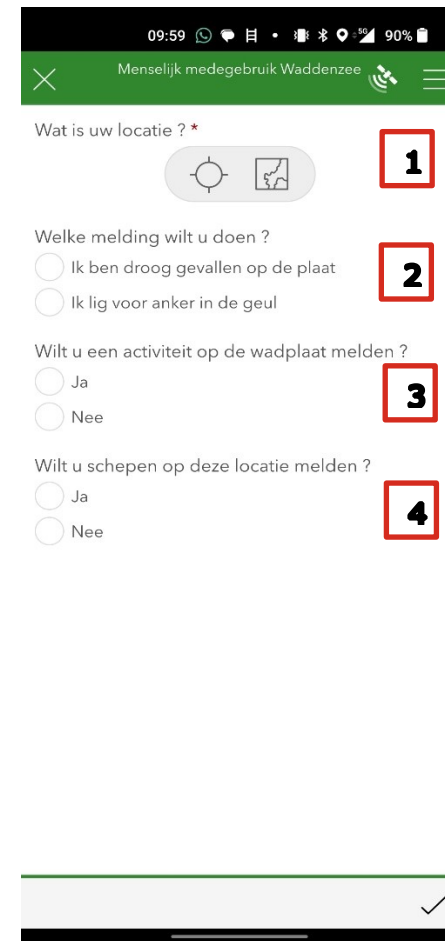 09:59 5G 90%
Menselijk medegebruik Waddenzee
Wat is uw locatie ? *
1
Welke melding wilt u doen ?
Ik ben droog gevallen op de plaat
2
Ik lig voor anker in de geul
Wilt u een activiteit op de wadplaat melden ?
Ja
3
Nee
Wilt u schepen op deze locatie melden ?
Ja
4
Nee